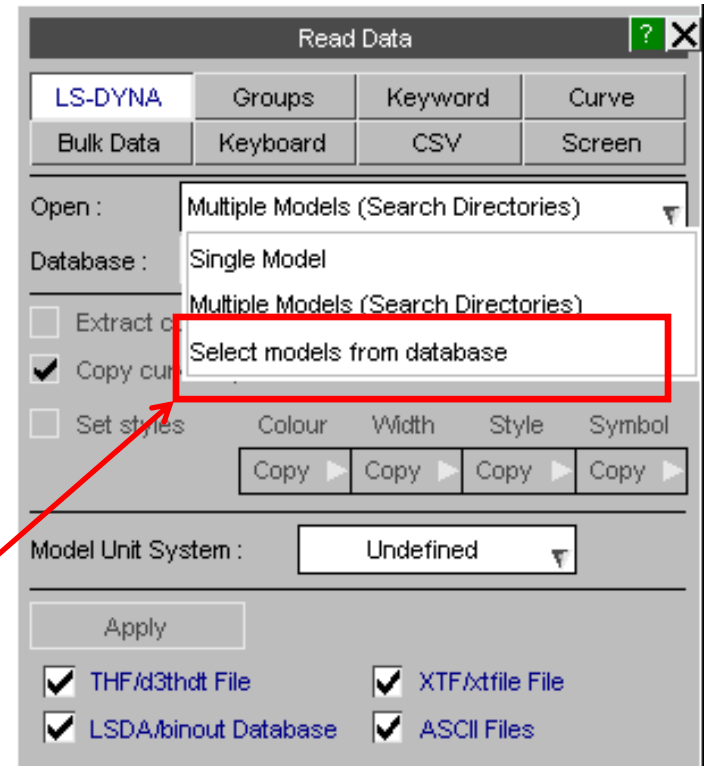 Read Data ? X
LS-DYNA Groups Keyword Curve
Bulk Data Keyboard CSV Screen
Open : Multiple Models (Search Directories)
Database : Single Model
Multiple Models (Search Directories)
Extract c
Select models from database
Copy cur
Set styles Colour Width Style Symbol
Copy Copy Copy Copy
Model Unit System : Undefined
Apply
THF/d3thdt File XTF/xtfile File
LSDA/binout Database ASCII Files